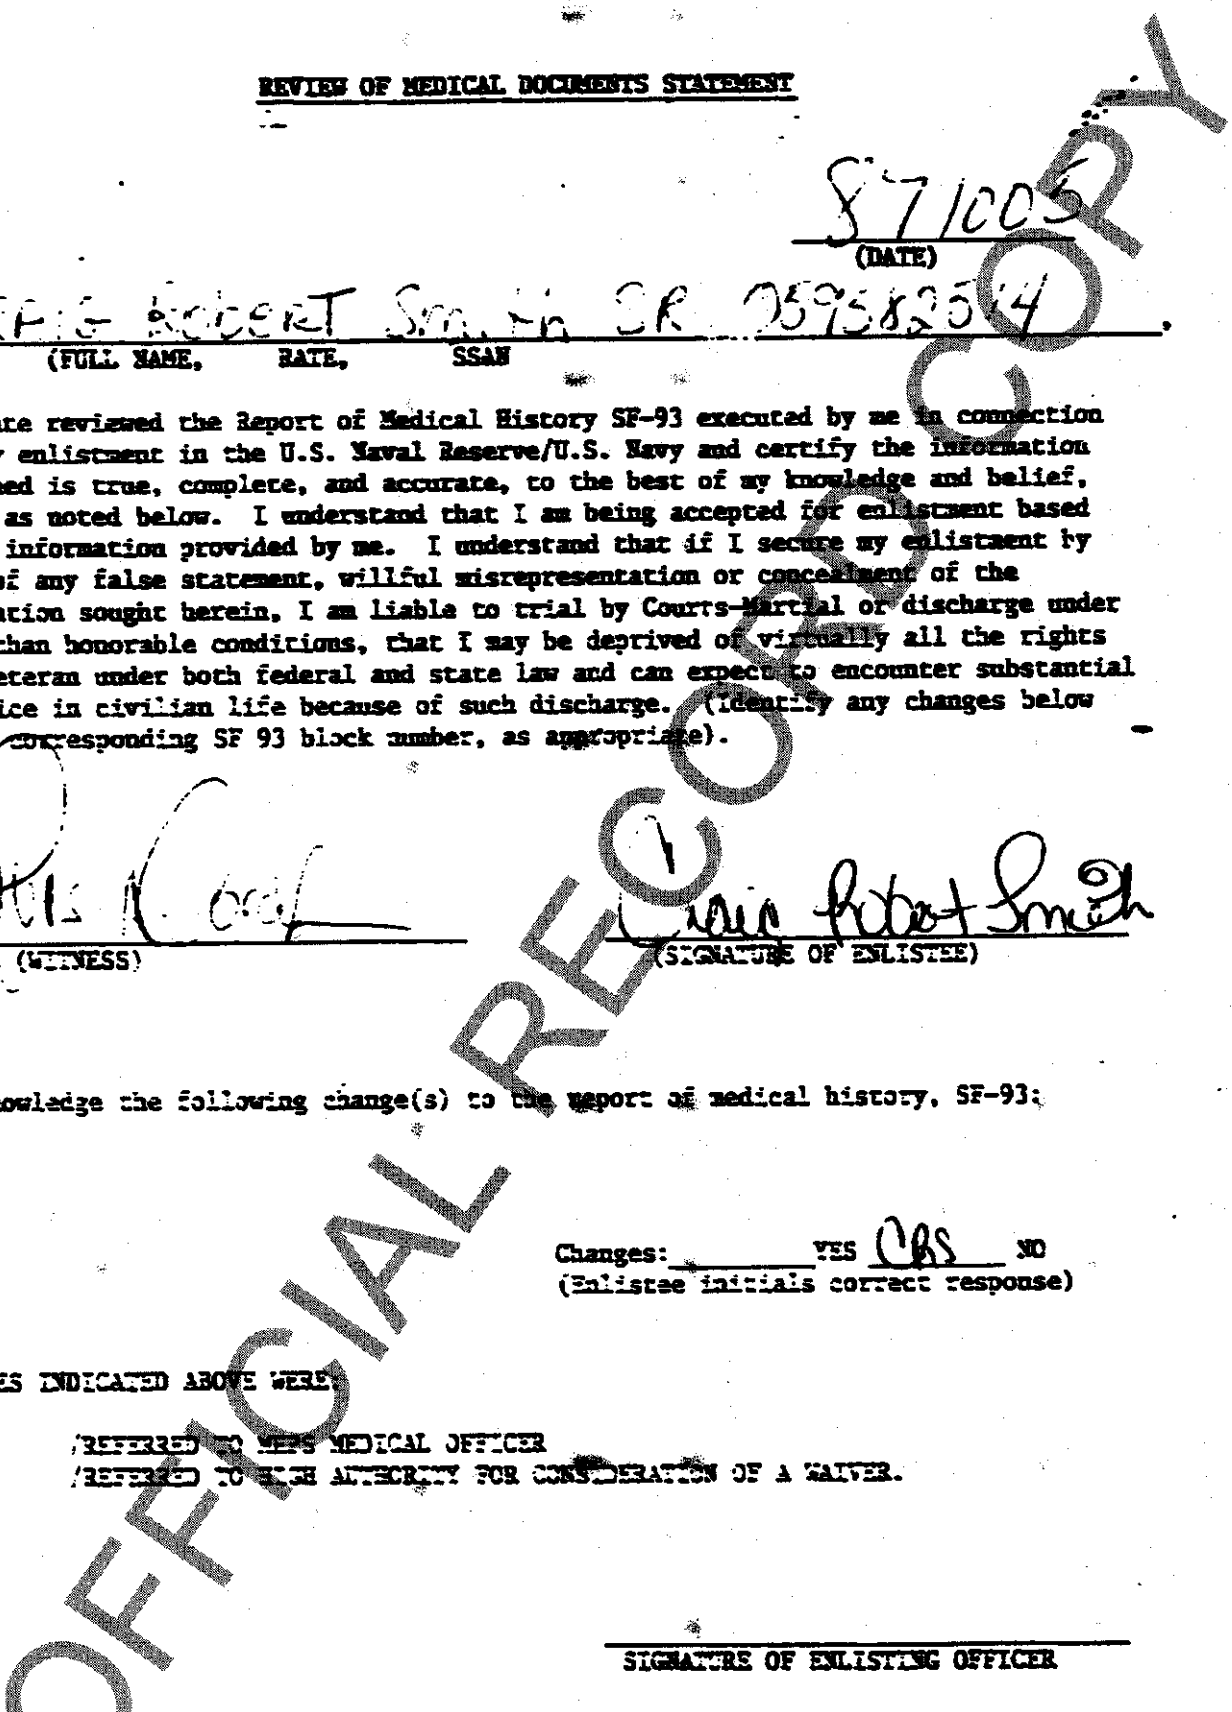 REVIEW OF MEDICAL DOCUMENTS STATEMENT
871005
(DATE)
ROBERT Smith SR
(FULL NAME, RATE, SSAN
reviewed the Report of Medical History SF-93 executed by me in connection
enlistment in the U.S. Naval Reserve/U.S. Navy and certify the information
is true, complete, and accurate, to the best of my knowledge and belief,
as noted below. I understand that I am being accepted for enlistment based
information provided by me. I understand that if I secure my enlistment by
of any false statement, willful misrepresentation or concealment of the
ation sought herein, I am liable to trial by Courts-Martial or discharge under
than honorable conditions, that I may be deprived of virtually all the rights
eteran under both federal and state law and can expect to encounter substantial
ice in civilian life because of such discharge. (Identify any changes below
corresponding SF 93 block number, as appropriate).
Craig Robert Smith
(WITNESS) (SIGNATURE OF ENLISTEE)
owledge the following change(s) to the report of medical history, SF-93:
Changes: YES CRS NO
(Enlistee initials correct response)
ES INDICATED ABOVE WERE:
/REFERRED TO MEPS MEDICAL OFFICER
/REFERRED TO HIGH AUTHORITY FOR CONSIDERATION OF A WAIVER.
SIGNATURE OF ENLISTING OFFICER
OFFICIAL RECORD COPY